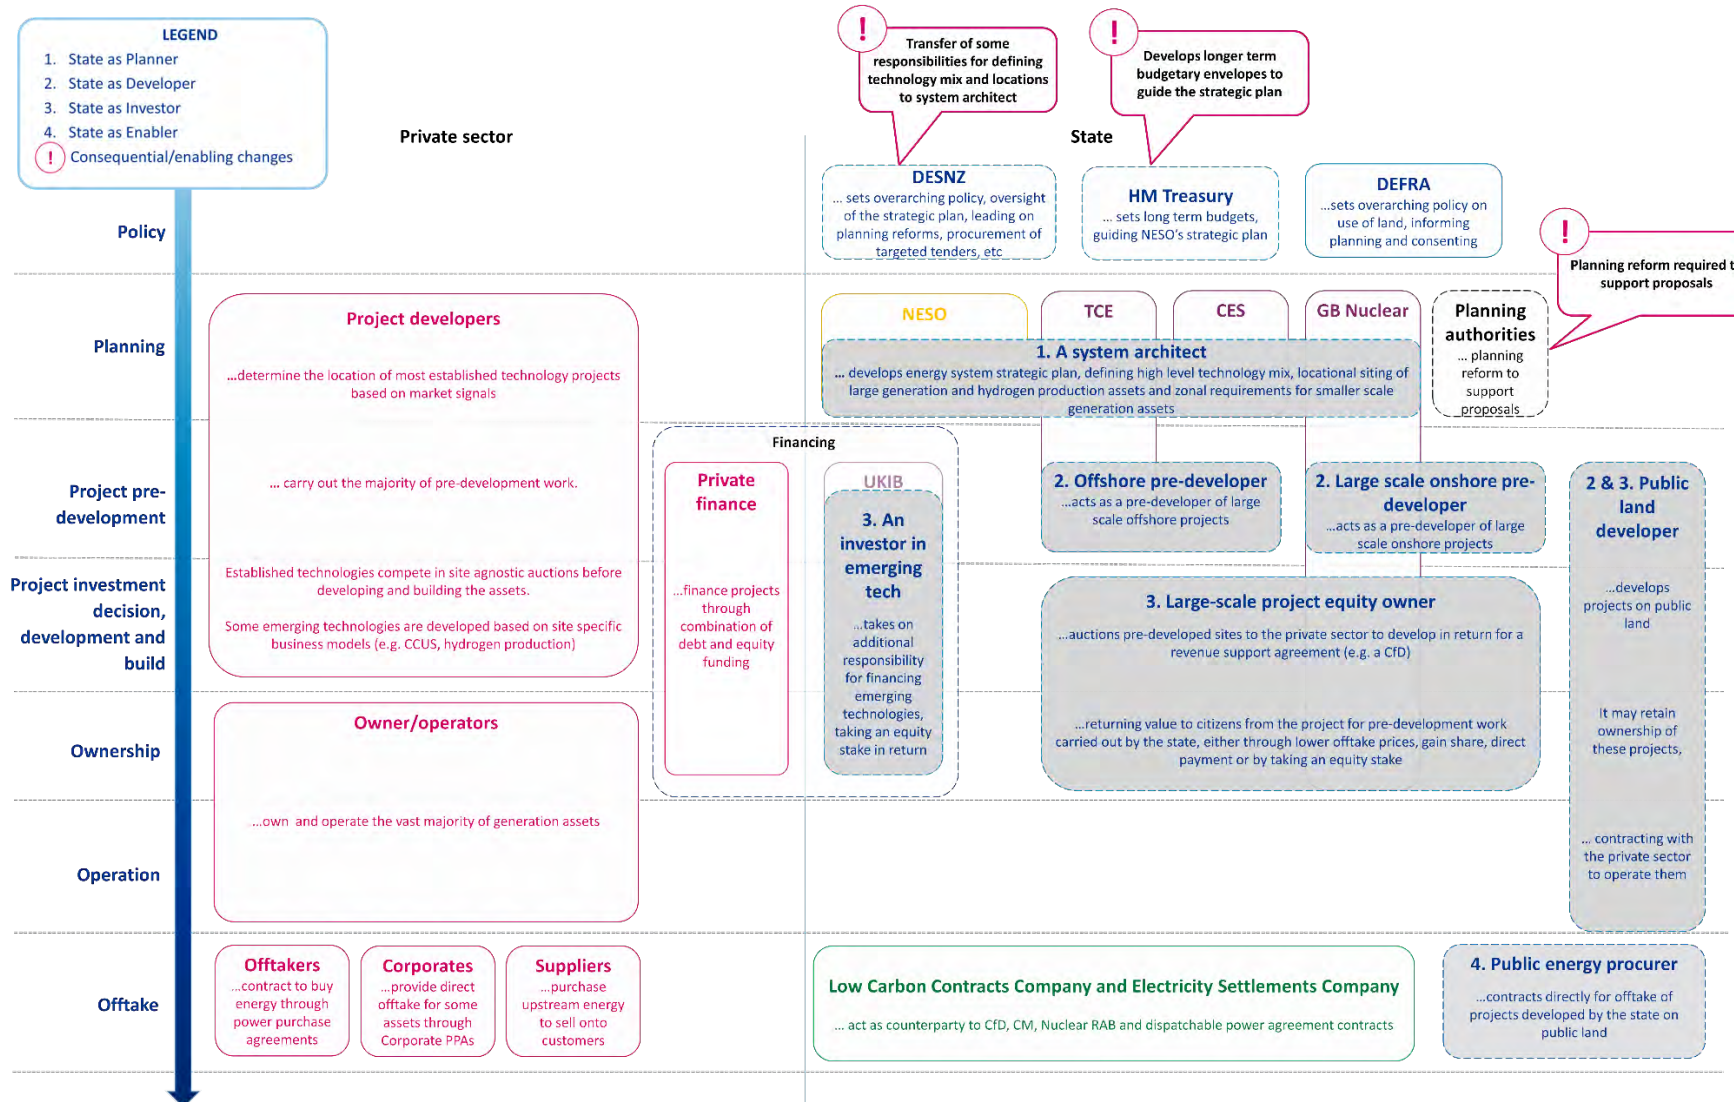 LEGEND
1. State as Planner
2. State as Developer
3. State as Investor
4. State as Enabler
! Consequential/enabling changes
Private sector
State
!
Transfer of some
responsibilities for defining
technology mix and locations
to system architect
!
Develops longer term
budgetary envelopes to
guide the strategic plan
!
Planning reform required t
support proposals
Policy
DESNZ
... sets overarching policy, oversight
of the strategic plan, leading on
planning reforms, procurement of
targeted tenders, etc
HM Treasury
... sets long term budgets,
guiding NESO's strategic plan
DEFRA
...sets overarching policy on
use of land, informing
planning and consenting
Planning
Project developers
...determine the location of most established technology projects
based on market signals
... carry out the majority of pre-development work.
Established technologies compete in site agnostic auctions before
developing and building the assets.
Some emerging technologies are developed based on site specific
business models (e.g. CCUS, hydrogen production)
NESO
TCE
CES
GB Nuclear
1. A system architect
... develops energy system strategic plan, defining high level technology mix, locational siting of
large generation and hydrogen production assets and zonal requirements for smaller scale
generation assets
Planning
authorities
... planning
reform to
support
proposals
Project pre-
development
Financing
Private
finance
...finance projects
through
combination of
debt and equity
funding
UKIB
3. An
investor in
emerging
tech
...takes on
additional
responsibility
for financing
emerging
technologies,
taking an equity
stake in return
2. Offshore pre-developer
...acts as a pre-developer of large
scale offshore projects
2. Large scale onshore pre-
developer
...acts as a pre-developer of large
scale onshore projects
2 & 3. Public
land
developer
...develops
projects on public
land
It may retain
ownership of
these projects,
... contracting with
the private sector
to operate them
Project investment
decision,
development and
build
3. Large-scale project equity owner
...auctions pre-developed sites to the private sector to develop in return for a
revenue support agreement (e.g. a CfD)
...returning value to citizens from the project for pre-development work
carried out by the state, either through lower offtake prices, gain share, direct
payment or by taking an equity stake
Ownership
Owner/operators
...own and operate the vast majority of generation assets
Operation
Offtake
Offtakers
...contract to buy
energy through
power purchase
agreements
Corporates
...provide direct
offtake for some
assets through
Corporate PPAs
Suppliers
...purchase
upstream energy
to sell onto
customers
Low Carbon Contracts Company and Electricity Settlements Company
... act as counterparty to CfD, CM, Nuclear RAB and dispatchable power agreement contracts
4. Public energy procurer
...contracts directly for offtake of
projects developed by the state on
public land